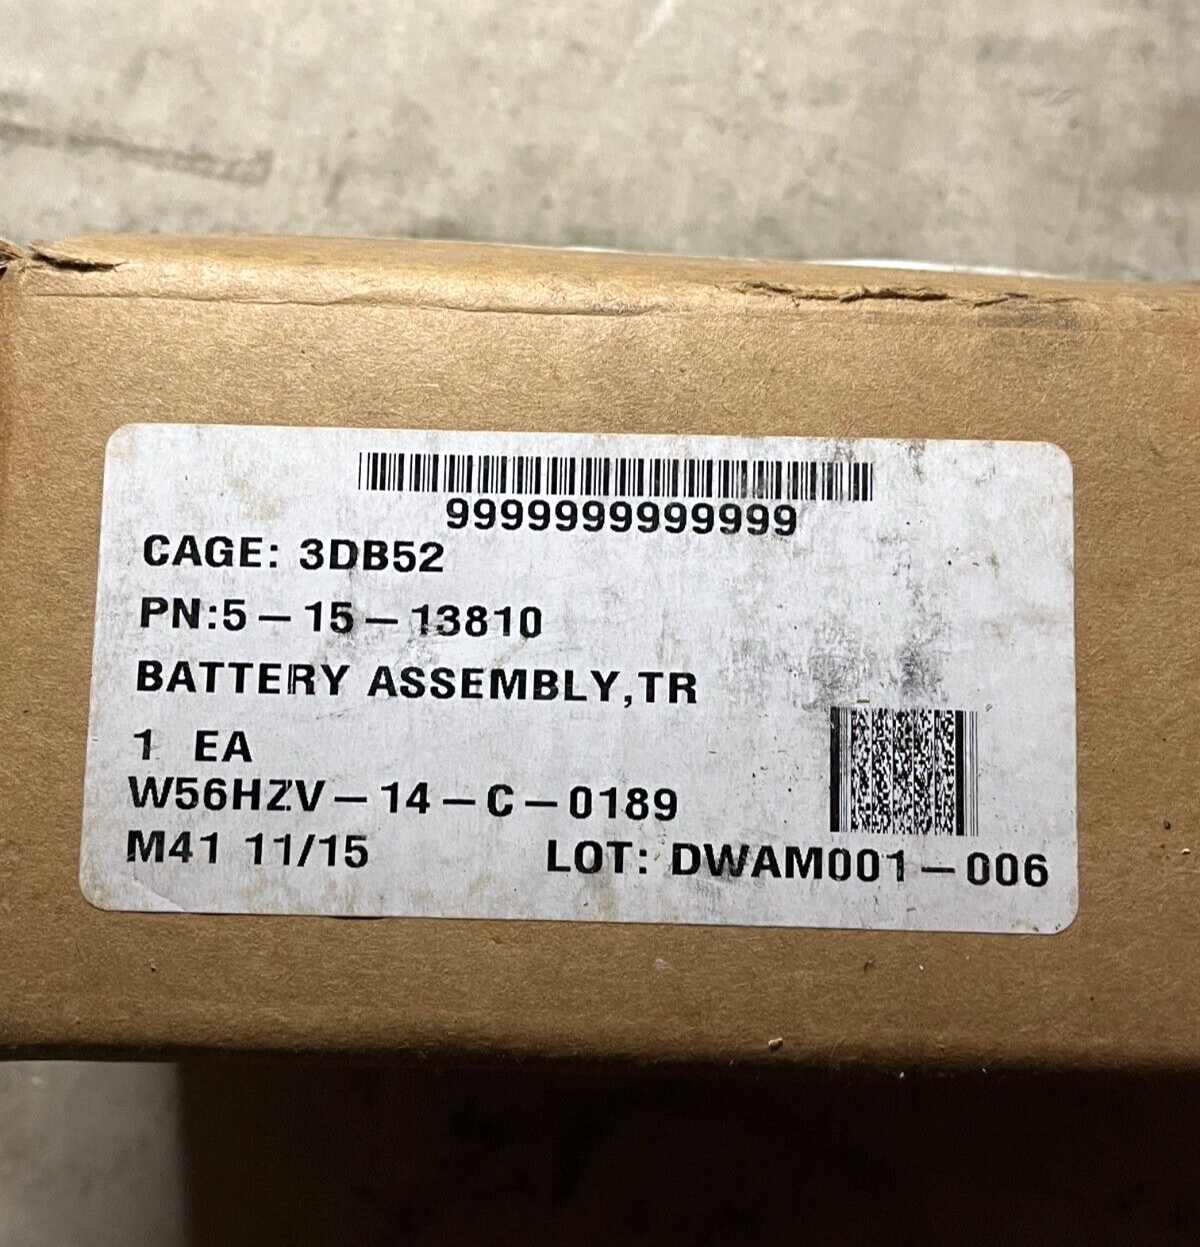 9999999999999
CAGE: 3DB52
PN:5-15-13810
BATTERY ASSEMBLY,TR
1 EA
W56HZV-14-C-0189
M41 11/15 LOT: DWAM001-006